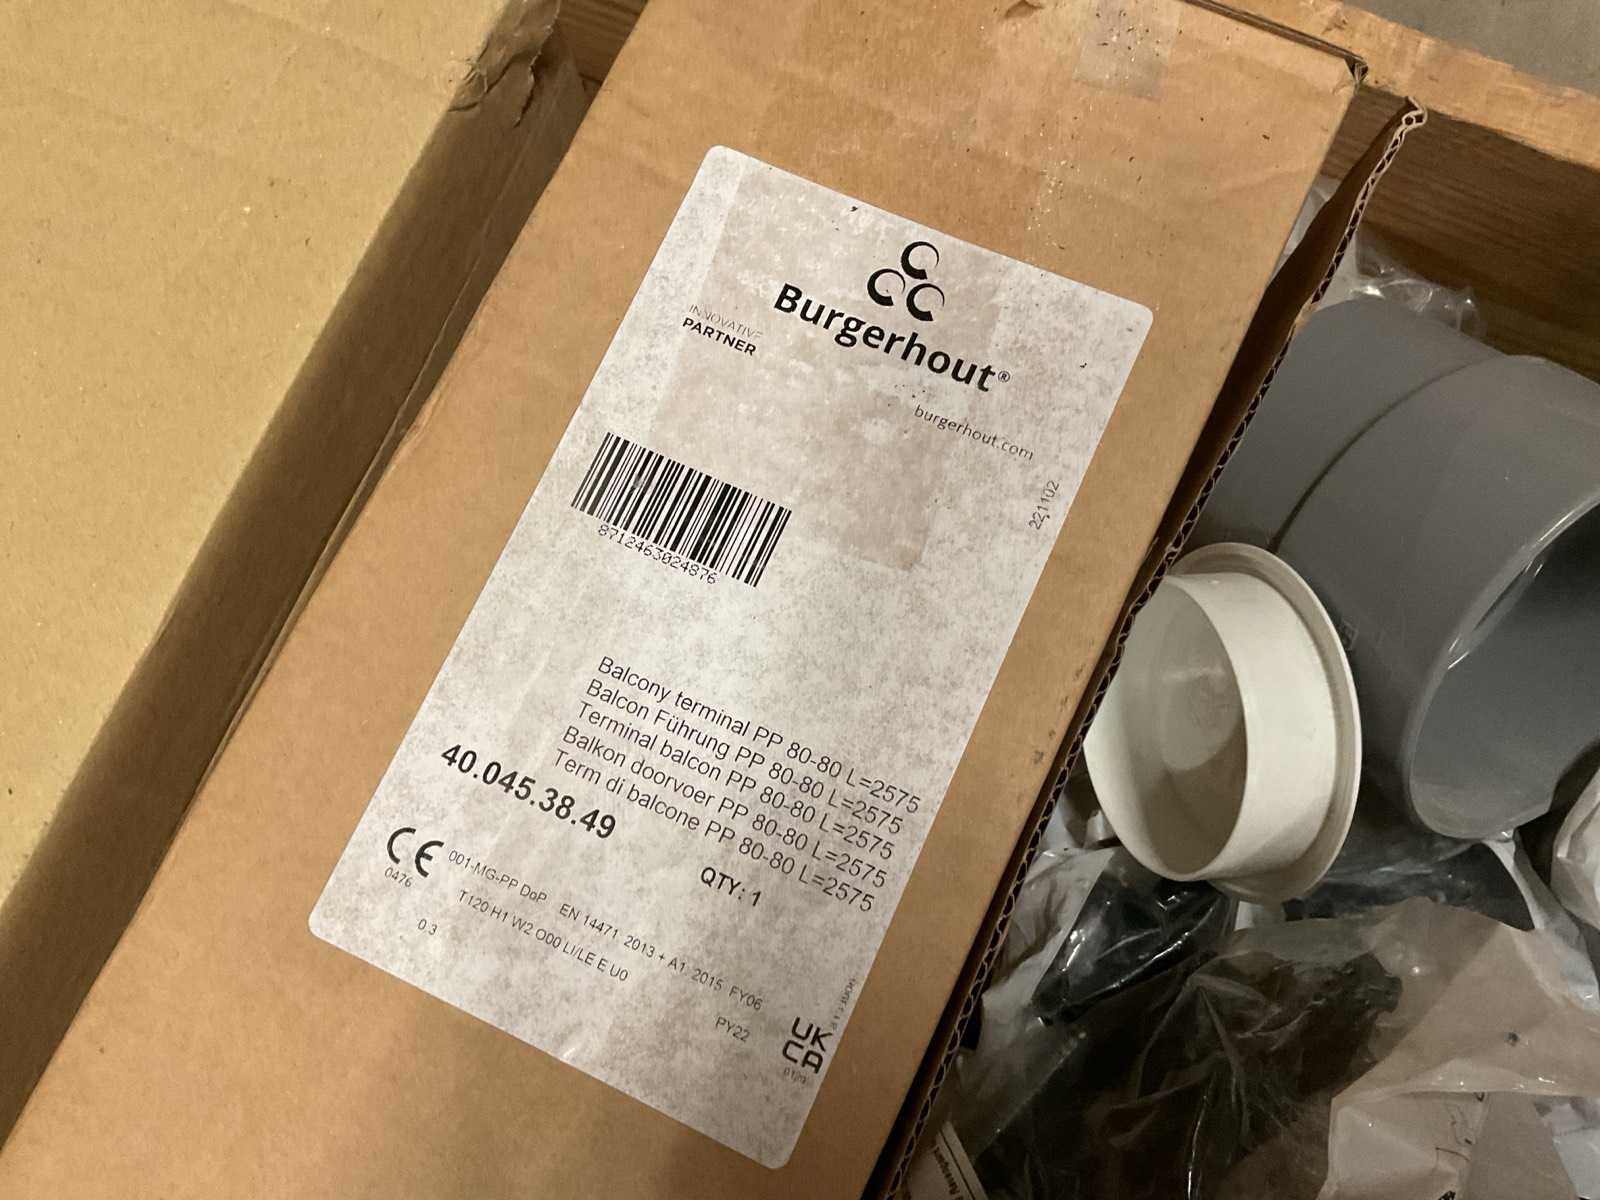 Burgerhout®
INNOVATIVE
PARTNER
burgerhout.com
221102
8712463024876
Balcony terminal PP 80-80 L=2575
Balcon Führung PP 80-80 L=2575
Terminal balcon PP 80-80 L=2575
Balkon doorvoer PP 80-80 L=2575
Term di balcone PP 80-80 L=2575
40.045.38.49
QTY: 1
CE
0476
001-MG-PP DoP EN 14471 2013 + A1 2015 FY06
T120 H1 W2 O00 LI/LE E U0
0.3
PY22
UK
CA